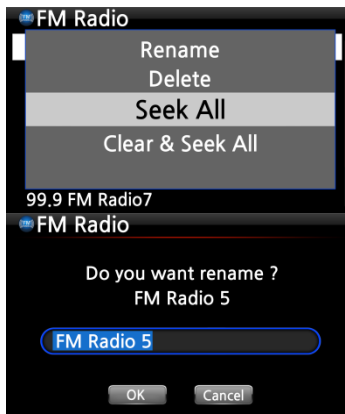 FM Radio
Rename
Delete
Seek All
Clear & Seek All
99.9 FM Radio7
FM Radio
Do you want rename ?
FM Radio 5
FM Radio 5
OK
Cancel